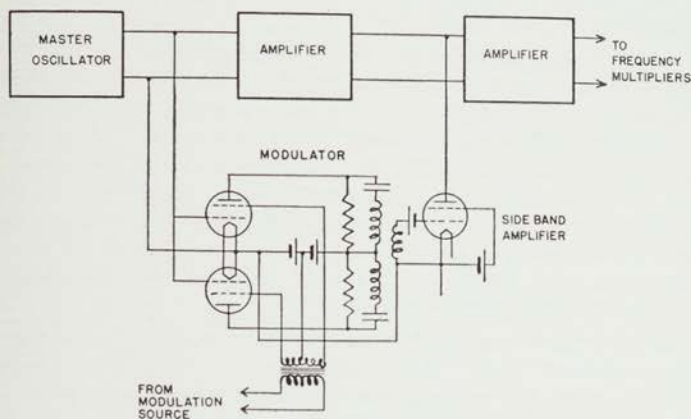 MASTER
OSCILLATOR
AMPLIFIER
AMPLIFIER
TO
FREQUENCY
MULTIPLIERS
MODULATOR
SIDE BAND
AMPLIFIER
FROM
MODULATION
SOURCE